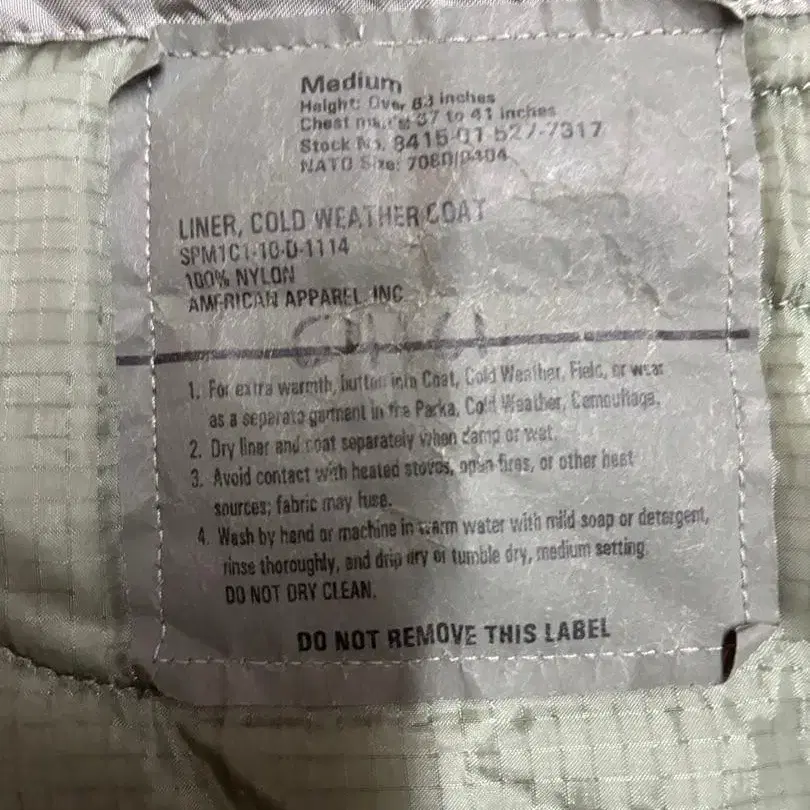 Medium
Height: Over 63 inches
Chest 37 to 41 inches
Stock No. 8415-01-527-7317
NATO Size: 7080/9404
LINER, COLD WEATHER COAT
SPM1C1-10-D-1114
100% NYLON
AMERICAN APPAREL INC
1. For extra warmth, button into Coat, Cold Weather, Field, or wear
as a separate garment in the Parka, Cold Weather, Camouflage.
2. Dry liner and coat separately when damp or wet.
3. Avoid contact with heated stoves, open fires, or other heat
sources; fabric may fuse.
4. Wash by hand or machine in warm water with mild soap or detergent,
rinse thoroughly, and drip dry or tumble dry, medium setting.
DO NOT DRY CLEAN.
DO NOT REMOVE THIS LABEL